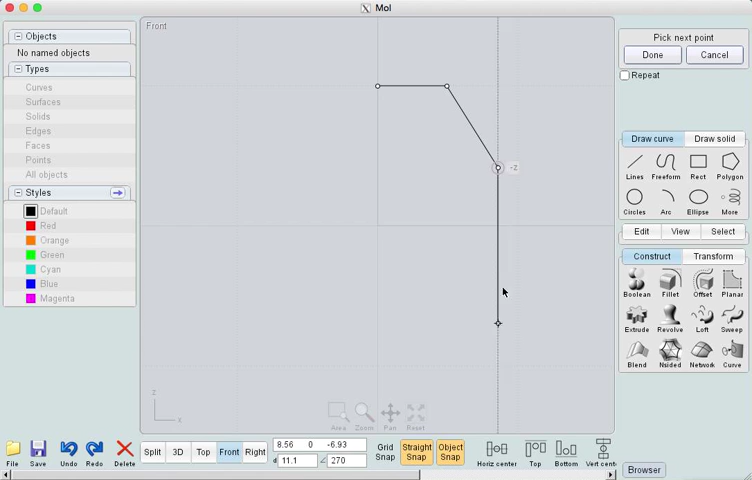 MoI
Objects
No named objects
Types
Curves
Surfaces
Solids
Edges
Faces
Points
All objects
Styles
Default
Red
Orange
Green
Cyan
Blue
Magenta
Front
-z
z
x
Area
Zoom
Pan
Reset
Pick next point
Done
Cancel
Repeat
Draw curve
Draw solid
Lines
Freeform
Rect
Polygon
Circles
Arc
Ellipse
More
Edit
View
Select
Construct
Transform
Boolean
Fillet
Offset
Planar
Extrude
Revolve
Loft
Sweep
Blend
Nsided
Network
Curve
File
Save
Undo
Redo
Delete
Split
3D
Top
Front
Right
8.56 0 -6.93
d 11.1 ∠ 270
Grid Snap
Straight Snap
Object Snap
Horiz center
Top
Bottom
Vert cent
Browser